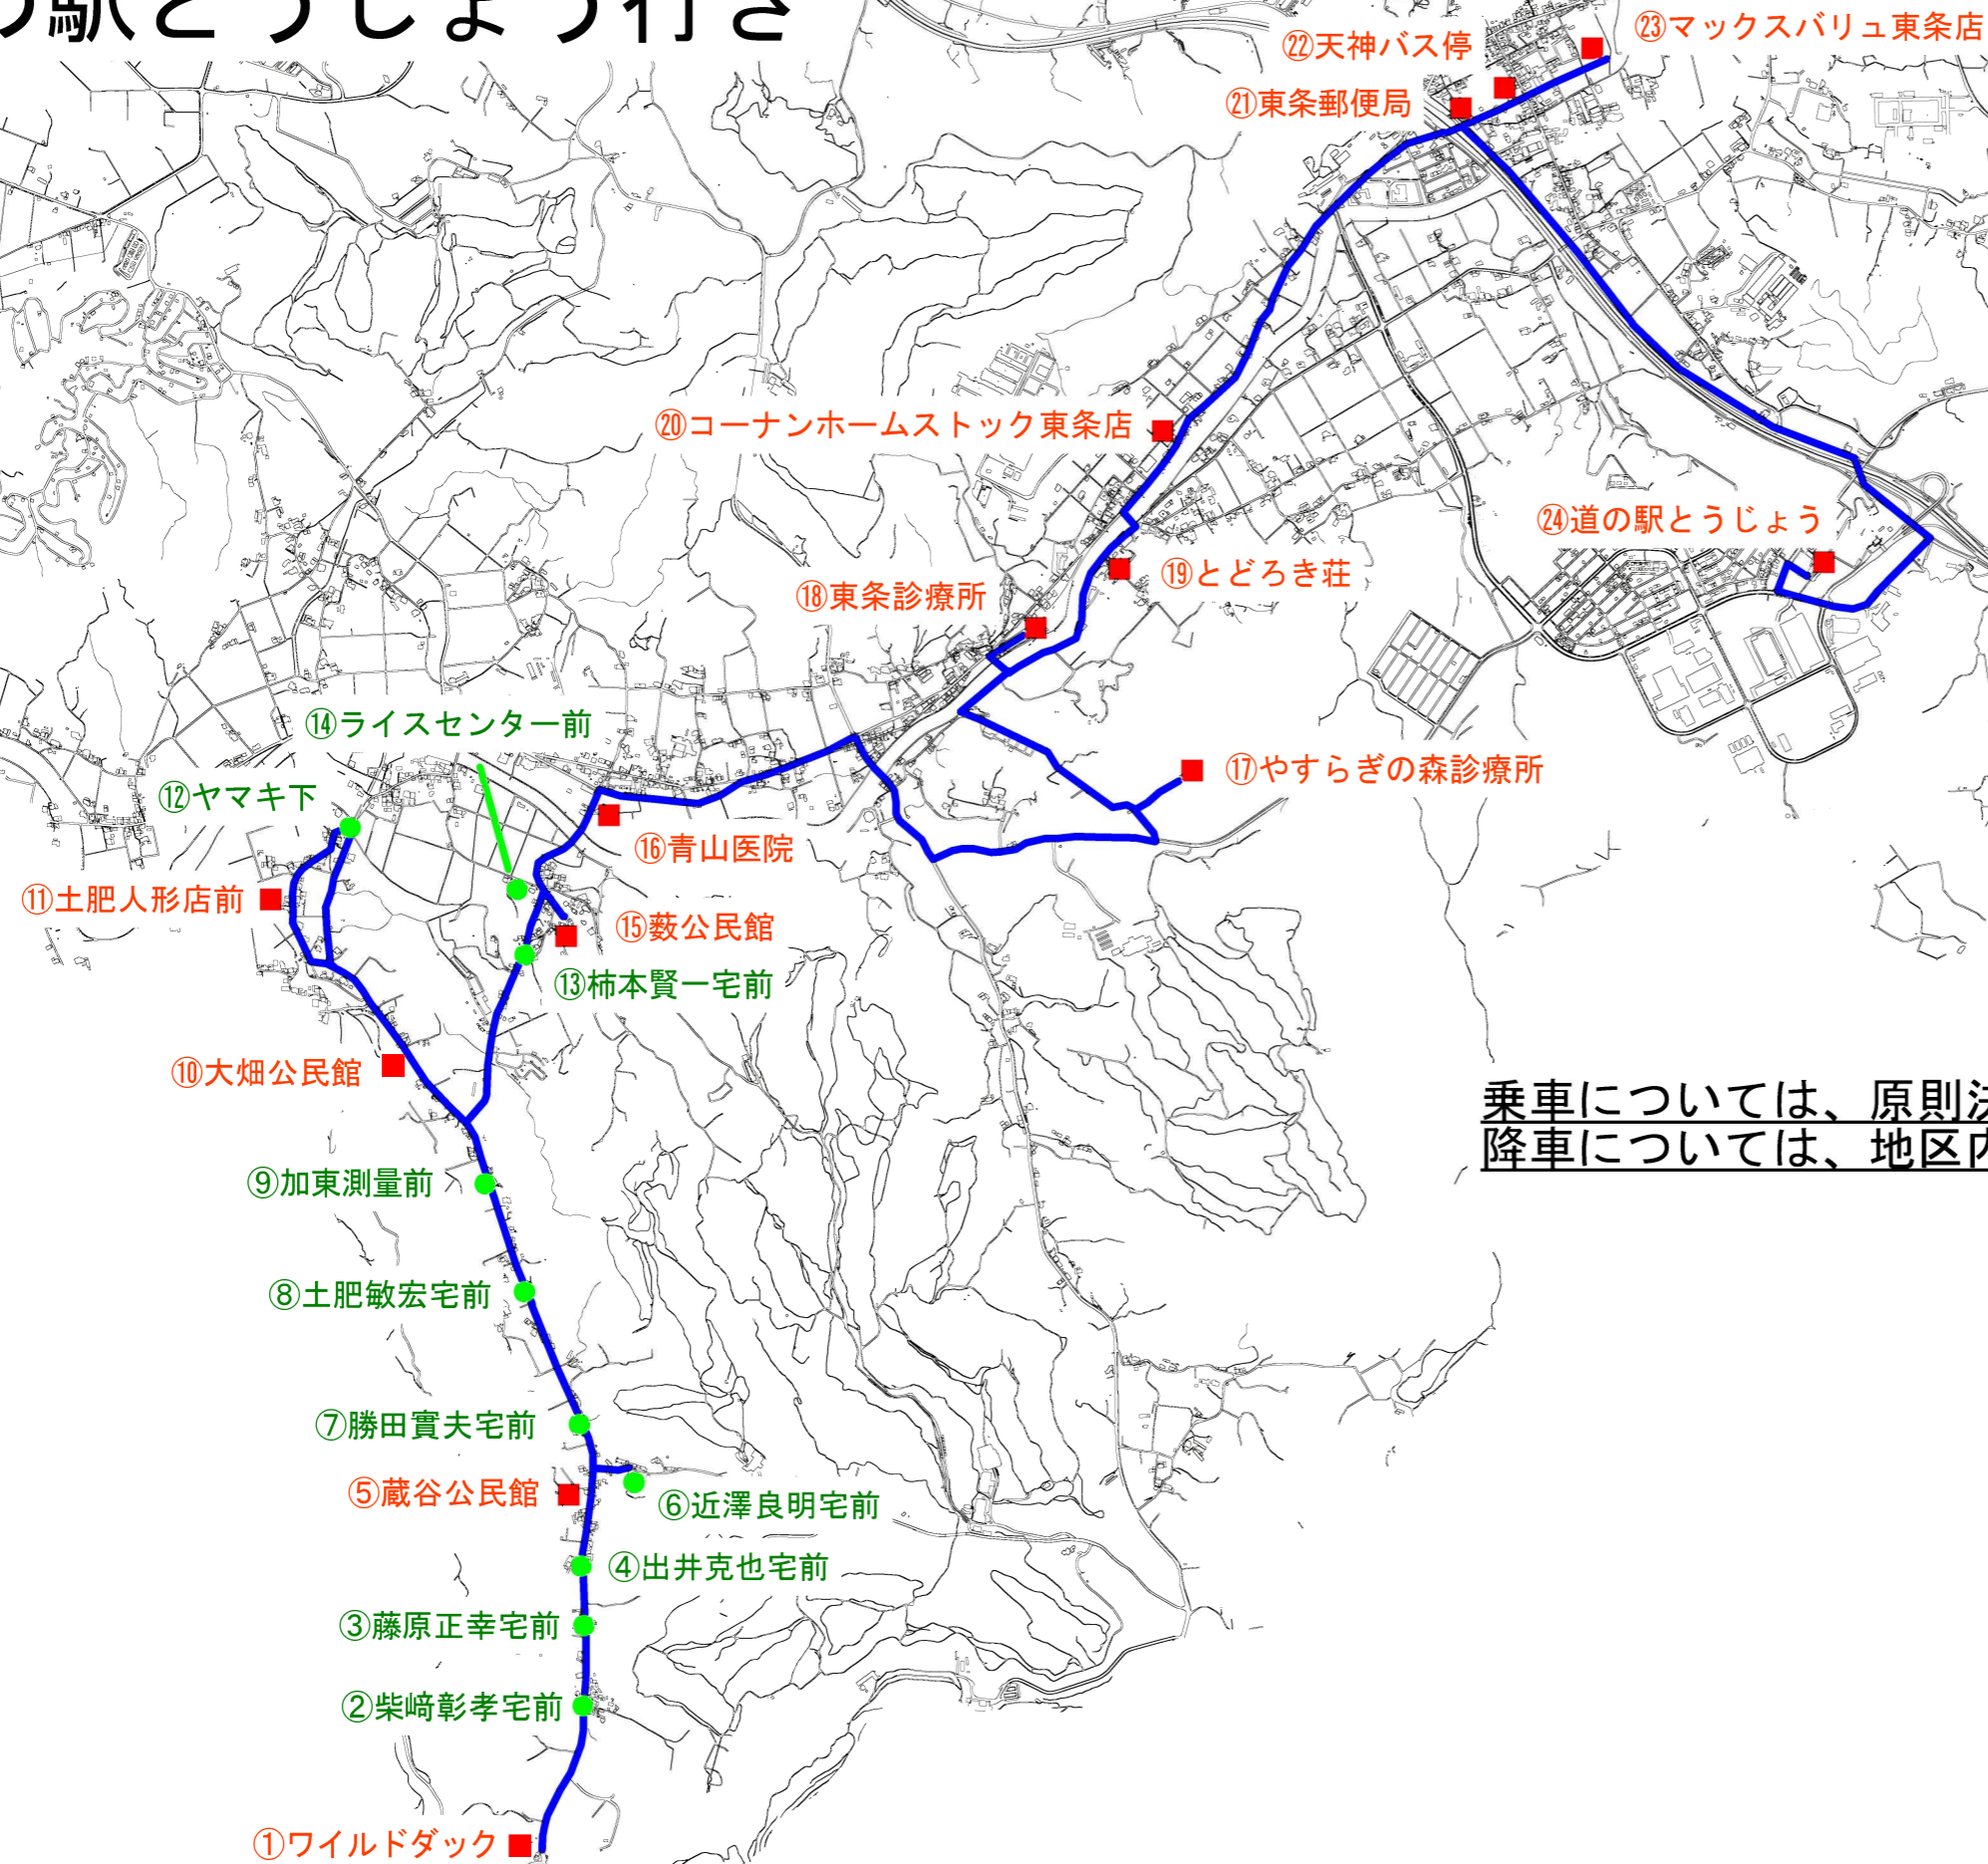 の駅とうじょう行き
㉓マックスバリュ東条店
㉒天神バス停
㉑東条郵便局
⑳コーナンホームストック東条店
㉔道の駅とうじょう
⑲とどろき荘
⑱東条診療所
⑭ライスセンター前
⑰やすらぎの森診療所
⑫ヤマキ下
⑯青山医院
⑪土肥人形店前
⑮薮公民館
⑬柿本賢一宅前
⑩大畑公民館
乗車については、原則決
降車については、地区内
⑨加東測量前
⑧土肥敏宏宅前
⑦勝田實夫宅前
⑤蔵谷公民館
⑥近澤良明宅前
④出井克也宅前
③藤原正幸宅前
②柴﨑彰孝宅前
①ワイルドダック